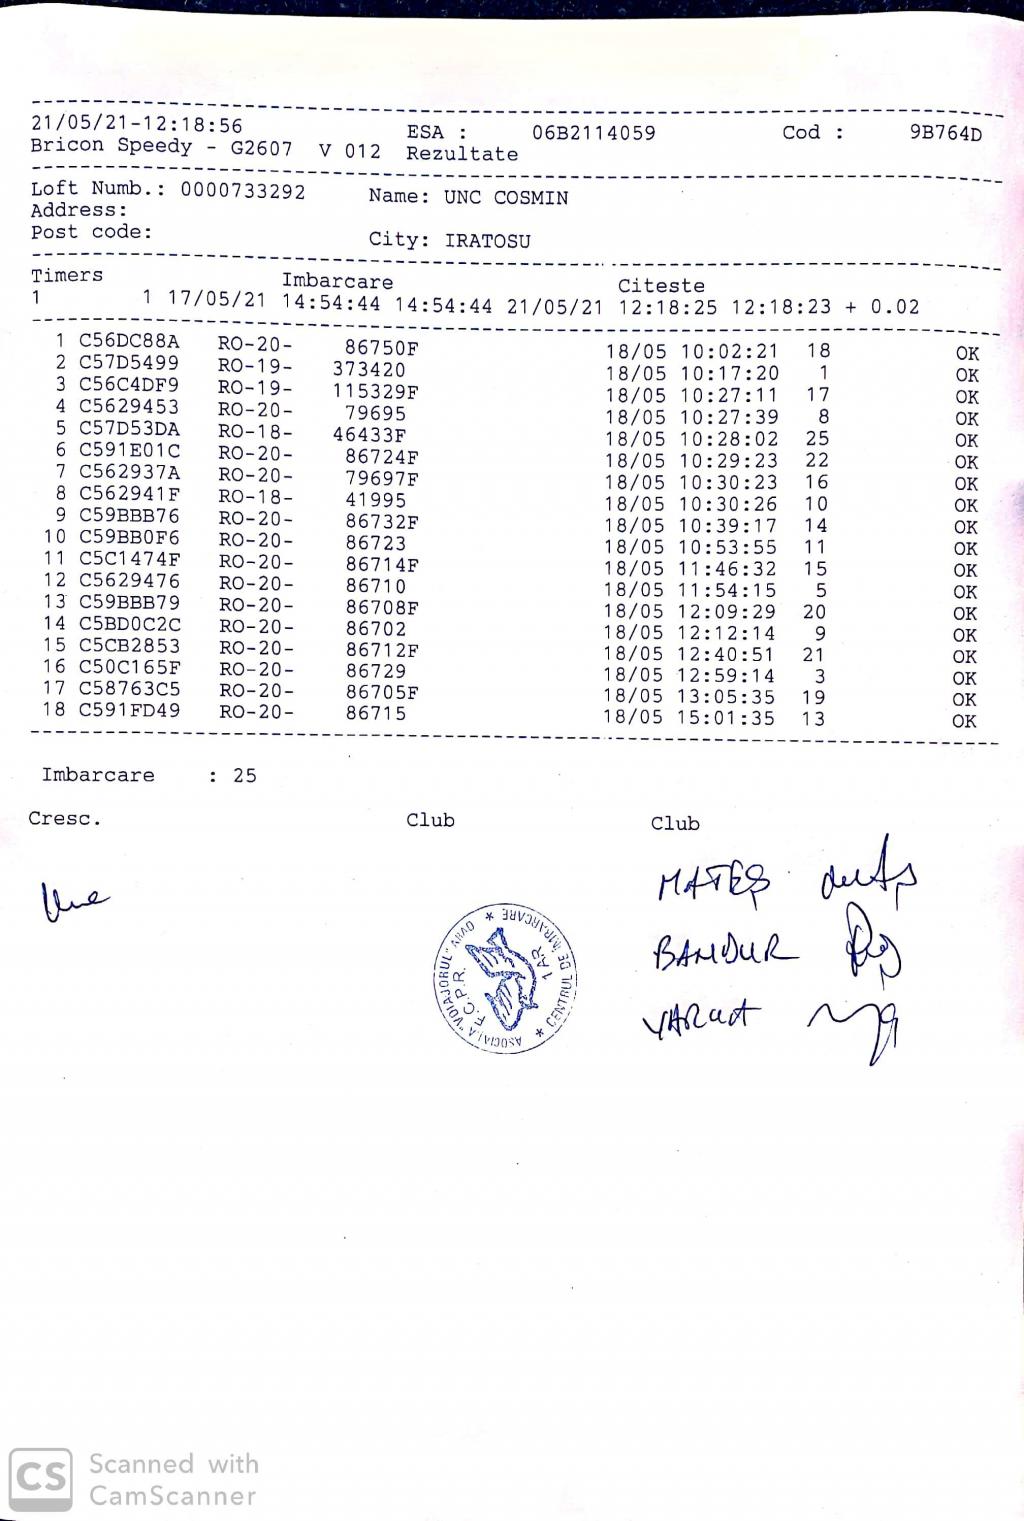 21/05/21-12:18:56 ESA : 06B2114059 Cod : 9B764D
Bricon Speedy - G2607 V 012 Rezultate
Loft Numb.: 0000733292 Name: UNC COSMIN
Address:
Post code: City: IRATOSU
Timers Imbarcare Citeste
1 1 17/05/21 14:54:44 14:54:44 21/05/21 12:18:25 12:18:23 + 0.02
1 C56DC88A RO-20- 86750F 18/05 10:02:21 18 OK
2 C57D5499 RO-19- 373420 18/05 10:17:20 1 OK
3 C56C4DF9 RO-19- 115329F 18/05 10:27:11 17 OK
4 C5629453 RO-20- 79695 18/05 10:27:39 8 OK
5 C57D53DA RO-18- 46433F 18/05 10:28:02 25 OK
6 C591E01C RO-20- 86724F 18/05 10:29:23 22 OK
7 C562937A RO-20- 79697F 18/05 10:30:23 16 OK
8 C562941F RO-18- 41995 18/05 10:30:26 10 OK
9 C59BBB76 RO-20- 86732F 18/05 10:39:17 14 OK
10 C59BB0F6 RO-20- 86723 18/05 10:53:55 11 OK
11 C5C1474F RO-20- 86714F 18/05 11:46:32 15 OK
12 C5629476 RO-20- 86710 18/05 11:54:15 5 OK
13 C59BBB79 RO-20- 86708F 18/05 12:09:29 20 OK
14 C5BD0C2C RO-20- 86702 18/05 12:12:14 9 OK
15 C5CB2853 RO-20- 86712F 18/05 12:40:51 21 OK
16 C50C165F RO-20- 86729 18/05 12:59:14 3 OK
17 C58763C5 RO-20- 86705F 18/05 13:05:35 19 OK
18 C591FD49 RO-20- 86715 18/05 15:01:35 13 OK
Imbarcare : 25
Cresc. Club Club
MATEȘ
BANDUR
ASOCIATIA "VOIAJORUL" ARAD * CENTRUL DE IMBARCARE *
F.C.P.R.
1 AR
CS Scanned with
CamScanner